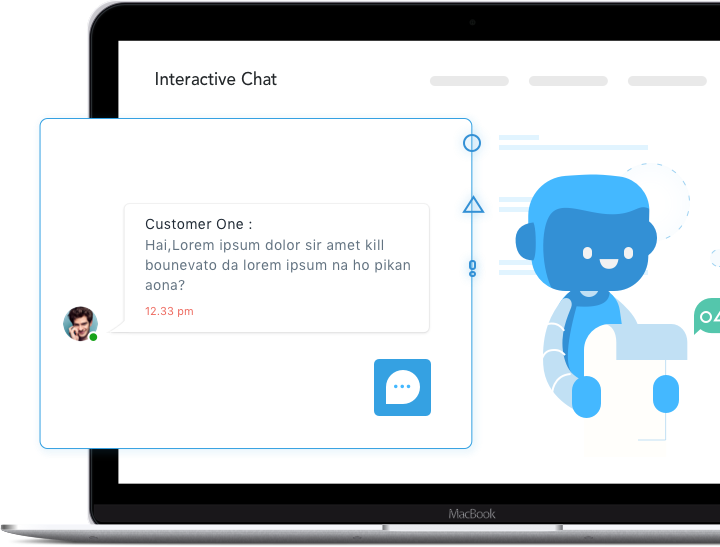 Interactive Chat
Customer One :
Hai,Lorem ipsum dolor sir amet kill
bounevato da lorem ipsum na ho pikan
aona?
12.33 pm
MacBook